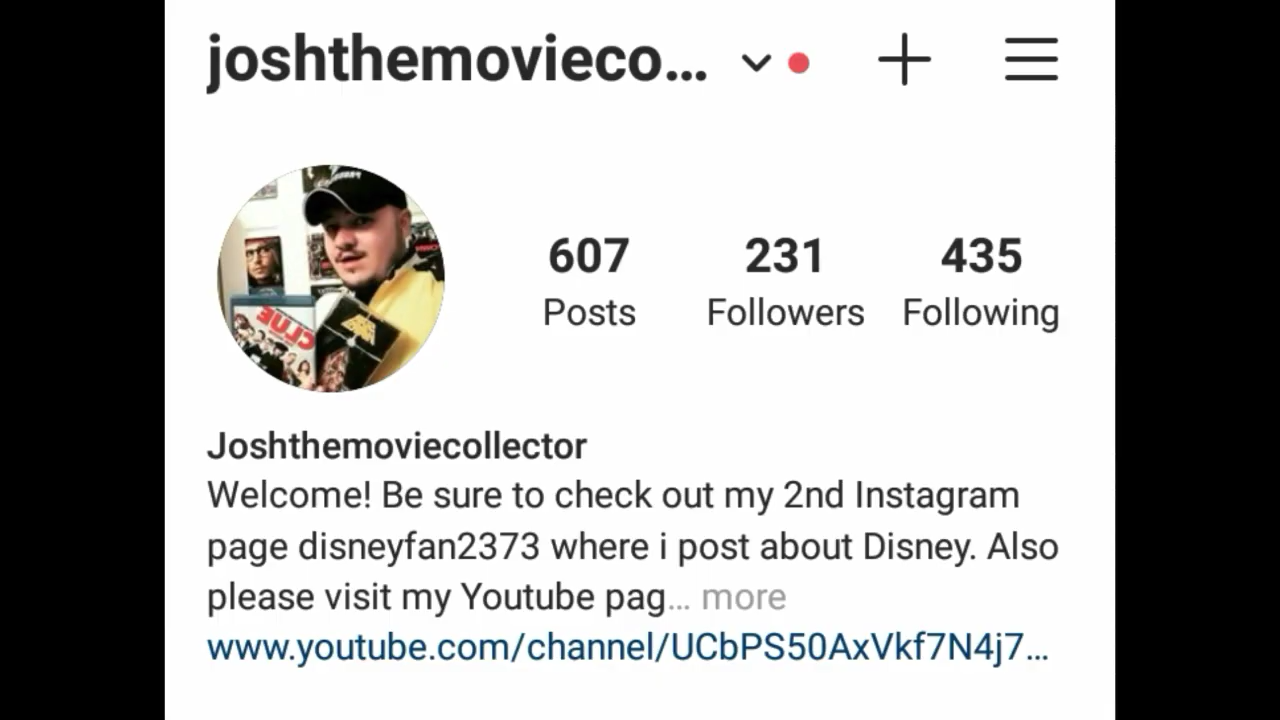 joshthemovieco...
607
231
435
Posts
Followers
Following
CLUE
Joshthemoviecollector
Welcome! Be sure to check out my 2nd Instagram
page disneyfan2373 where i post about Disney. Also
please visit my Youtube pag... more
www.youtube.com/channel/UCbPS50AxVkf7N4j7...